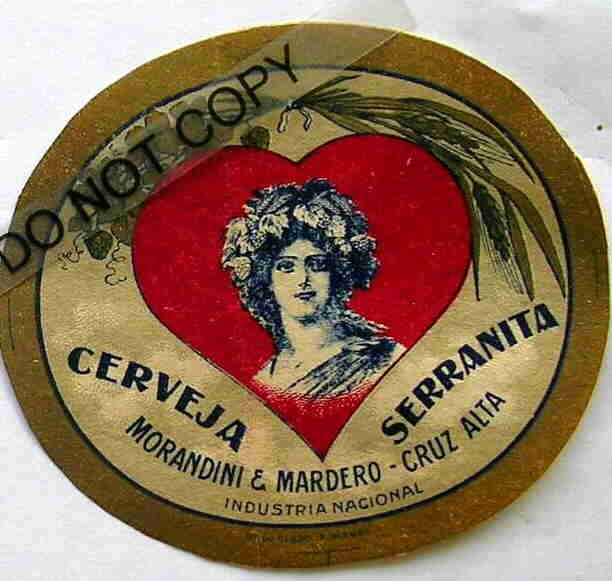 DO NOT COPY
CERVEJA SERRANITA
MORANDINI & MARDERO - CRUZ ALTA
INDUSTRIA NACIONAL